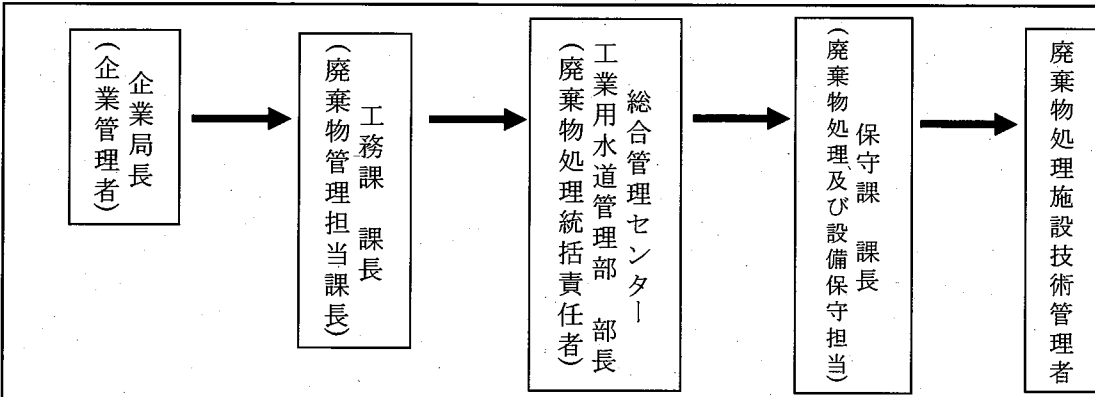 企業局長
(企業管理者)
工務課　課長
(廃棄物管理担当課長)
総合管理センター
工業用水道管理部　部長
(廃棄物処理統括責任者)
保守課　課長
(廃棄物処理及び設備保守担当)
廃棄物処理施設技術管理者